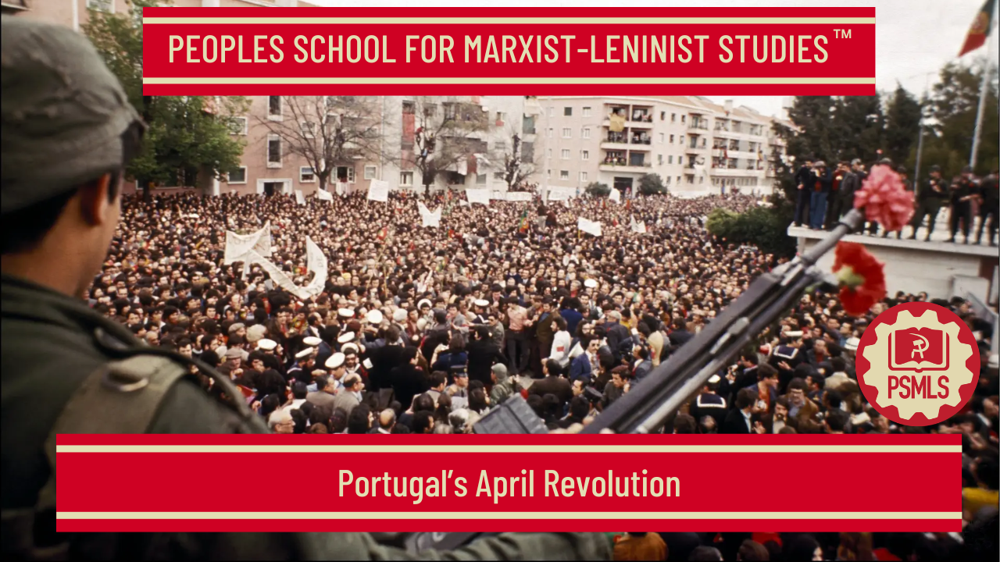 PEOPLES SCHOOL FOR MARXIST-LENINIST STUDIES™
PSMLS
Portugal’s April Revolution